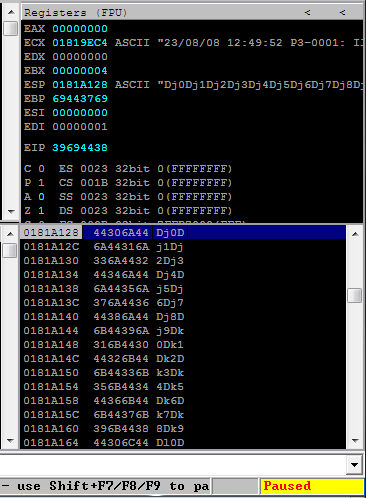 Registers (FPU) < <
EAX 00000000
ECX 01819EC4 ASCII "23/08/08 12:49:52 P3-0001: I
EDX 00000000
EBX 00000004
ESP 0181A128 ASCII "Dj0Dj1Dj2Dj3Dj4Dj5Dj6Dj7Dj8Dj
EBP 69443769
ESI 00000000
EDI 00000001
EIP 39694438
C 0 ES 0023 32bit 0(FFFFFFFF)
P 1 CS 001B 32bit 0(FFFFFFFF)
A 0 SS 0023 32bit 0(FFFFFFFF)
Z 1 DS 0023 32bit 0(FFFFFFFF)
0181A128 44306A44 Dj0D
0181A12C 6A44316A j1Dj
0181A130 336A4432 2Dj3
0181A134 44346A44 Dj4D
0181A138 6A44356A j5Dj
0181A13C 376A4436 6Dj7
0181A140 44386A44 Dj8D
0181A144 6B44396A j9Dk
0181A148 316B4430 0Dk1
0181A14C 44326B44 Dk2D
0181A150 6B44336B k3Dk
0181A154 356B4434 4Dk5
0181A158 44366B44 Dk6D
0181A15C 6B44376B k7Dk
0181A160 396B4438 8Dk9
0181A164 44306C44 Dl0D
- use Shift+F7/F8/F9 to pa Paused